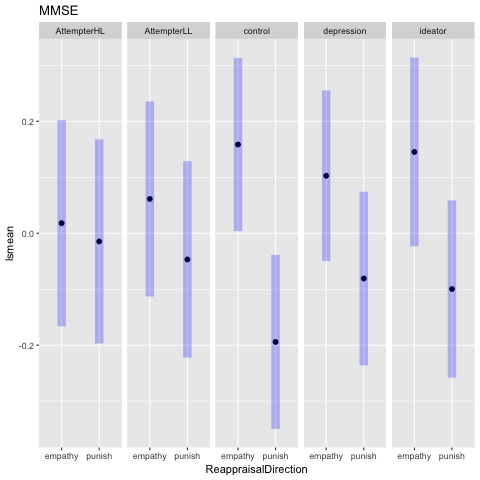 MMSE
AttempterHL AttempterLL control depression ideator
lsmean
0.2
0.0
-0.2
empathy punish empathy punish empathy punish empathy punish empathy punish
ReappraisalDirection